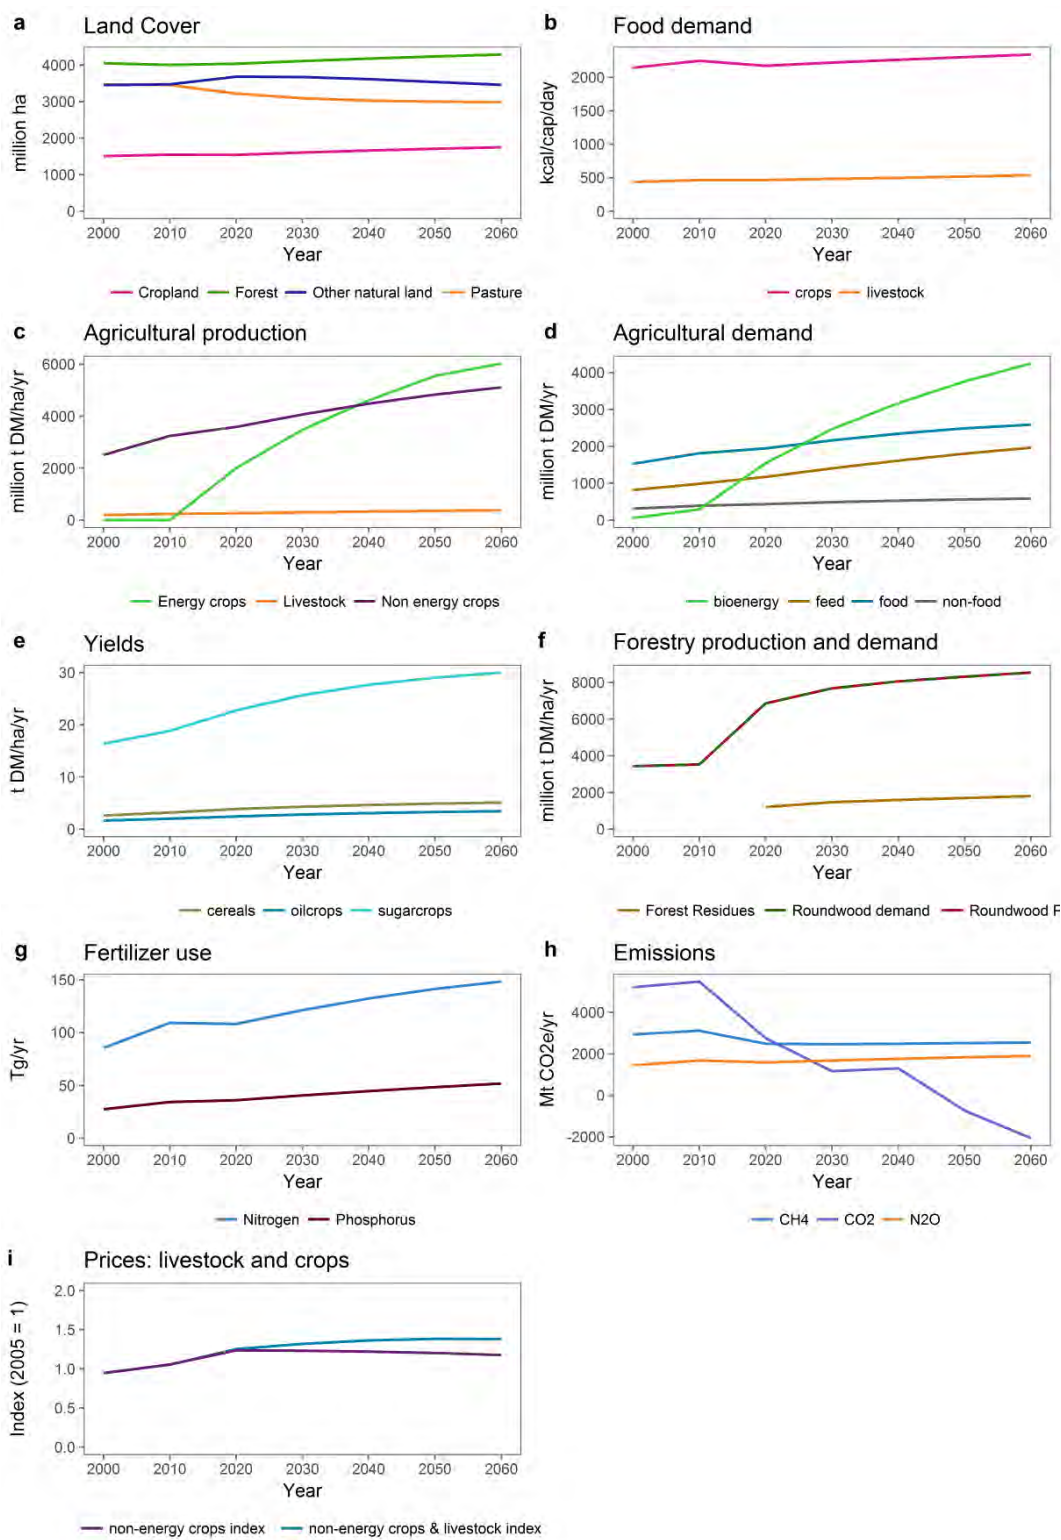 a Land Cover
million ha
4000
3000
2000
1000
0
2000 2010 2020 2030 2040 2050 2060
Year
Cropland Forest Other natural land Pasture
b Food demand
kcal/cap/day
2000
1500
1000
500
0
2000 2010 2020 2030 2040 2050 2060
Year
crops livestock
c Agricultural production
million t DM/ha/yr
6000
4000
2000
0
2000 2010 2020 2030 2040 2050 2060
Year
Energy crops Livestock Non energy crops
d Agricultural demand
million t DM/yr
4000
3000
2000
1000
0
2000 2010 2020 2030 2040 2050 2060
Year
bioenergy feed food non-food
e Yields
t DM/ha/yr
30
20
10
0
2000 2010 2020 2030 2040 2050 2060
Year
cereals oilcrops sugarcrops
f Forestry production and demand
million t DM/ha/yr
8000
6000
4000
2000
0
2000 2010 2020 2030 2040 2050 2060
Year
Forest Residues Roundwood demand Roundwood
g Fertilizer use
Tg/yr
150
100
50
0
2000 2010 2020 2030 2040 2050 2060
Year
Nitrogen Phosphorus
h Emissions
Mt CO2e/yr
4000
2000
0
-2000
2000 2010 2020 2030 2040 2050 2060
Year
CH4 CO2 N2O
i Prices: livestock and crops
Index (2005 = 1)
2.0
1.5
1.0
0.5
0.0
2000 2010 2020 2030 2040 2050 2060
Year
non-energy crops index non-energy crops & livestock index